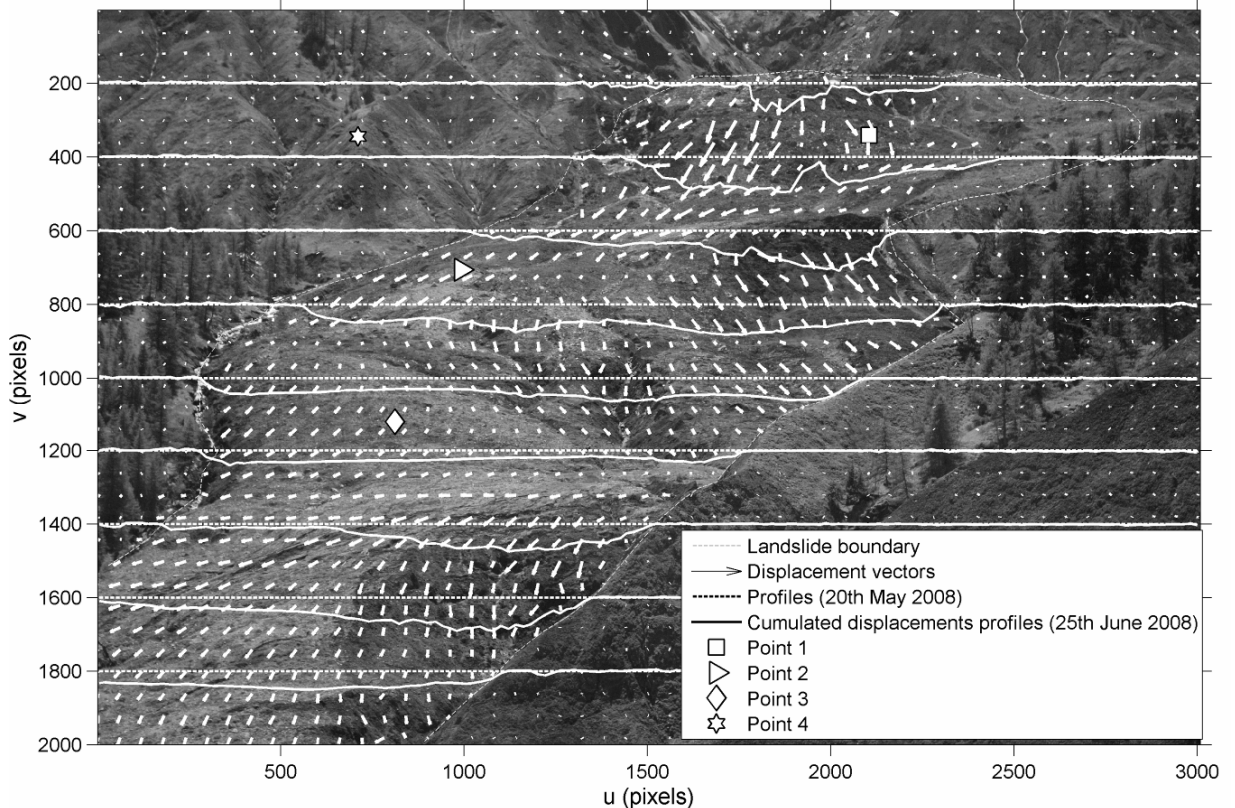 200
400
600
800
1000
1200
1400
1600
1800
2000
v (pixels)
500
1000
1500
2000
2500
3000
u (pixels)
Landslide boundary
Displacement vectors
Profiles (20th May 2008)
Cumulated displacements profiles (25th June 2008)
Point 1
Point 2
Point 3
Point 4